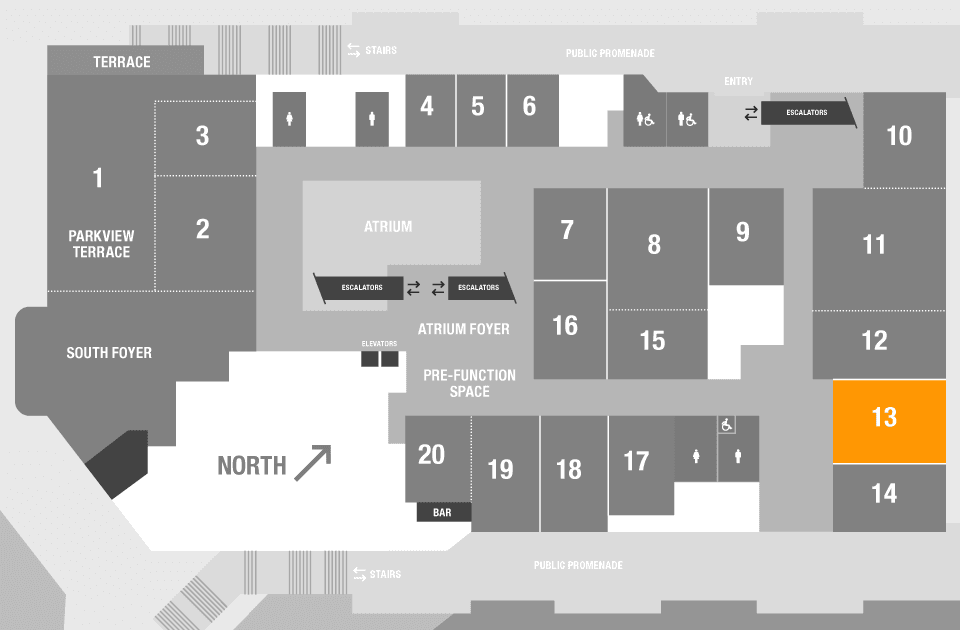 TERRACE
STAIRS
PUBLIC PROMENADE
ENTRY
ESCALATORS
4
5
6
10
3
1
2
PARKVIEW
TERRACE
ATRIUM
7
8
9
11
ESCALATORS
ESCALATORS
ATRIUM FOYER
16
15
12
SOUTH FOYER
ELEVATORS
PRE-FUNCTION
SPACE
13
20
19
18
17
NORTH
14
BAR
STAIRS
PUBLIC PROMENADE